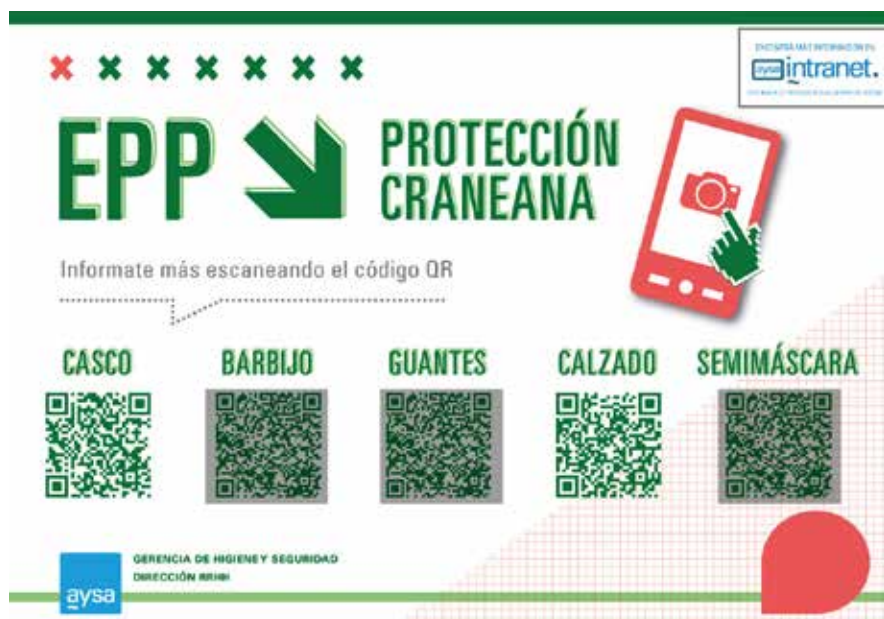 aysa intranet.
EPP
PROTECCIÓN
CRANEANA
Informate más escaneando el código QR
CASCO
BARBIJO
GUANTES
CALZADO
SEMIMÁSCARA
GERENCIA DE HIGIENE Y SEGURIDAD
DIRECCIÓN RRHH
aysa